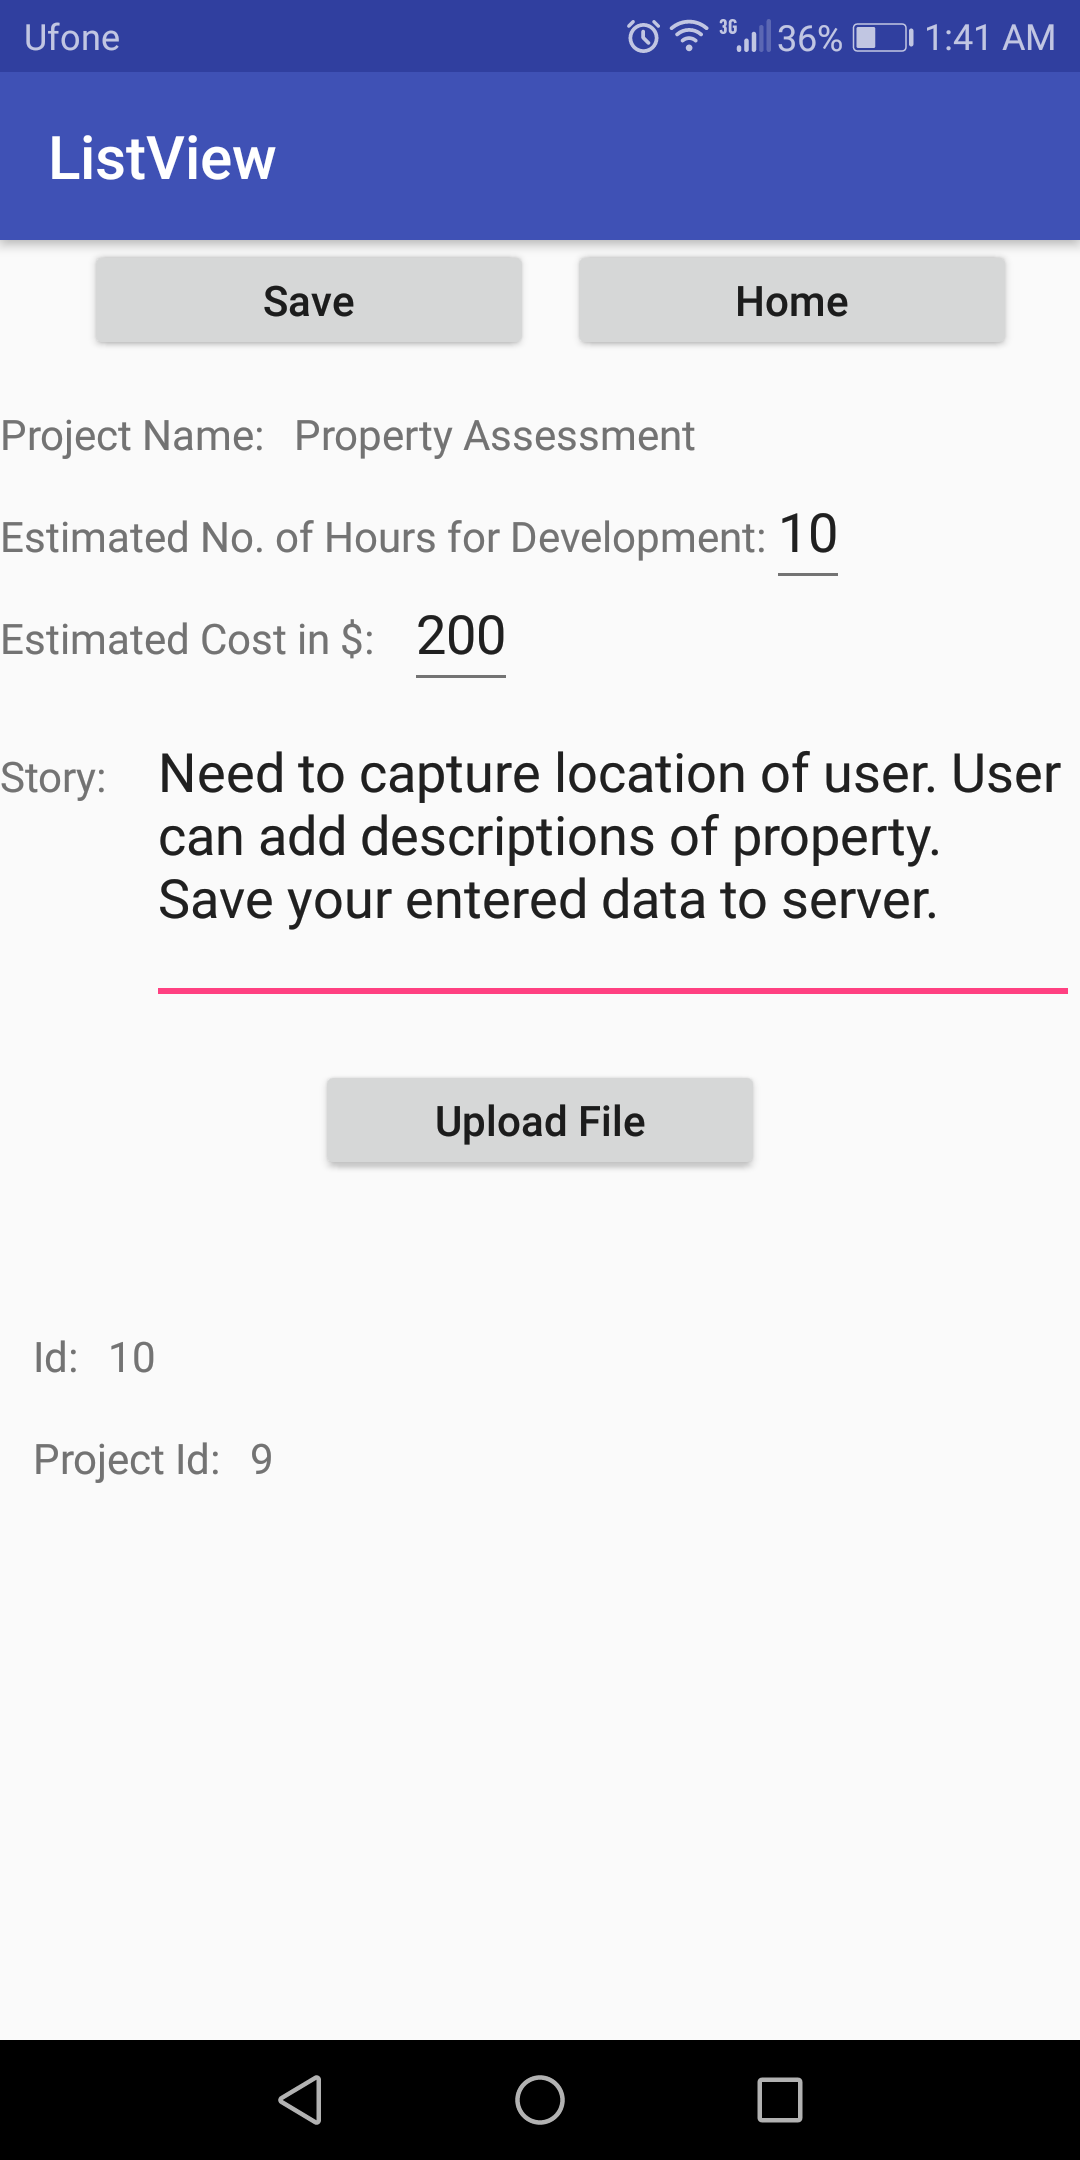 Ufone 3G 36% 1:41 AM
ListView
Save Home
Project Name: Property Assessment
Estimated No. of Hours for Development: 10
Estimated Cost in $: 200
Story: Need to capture location of user. User
can add descriptions of property.
Save your entered data to server.
Upload File
Id: 10
Project Id: 9